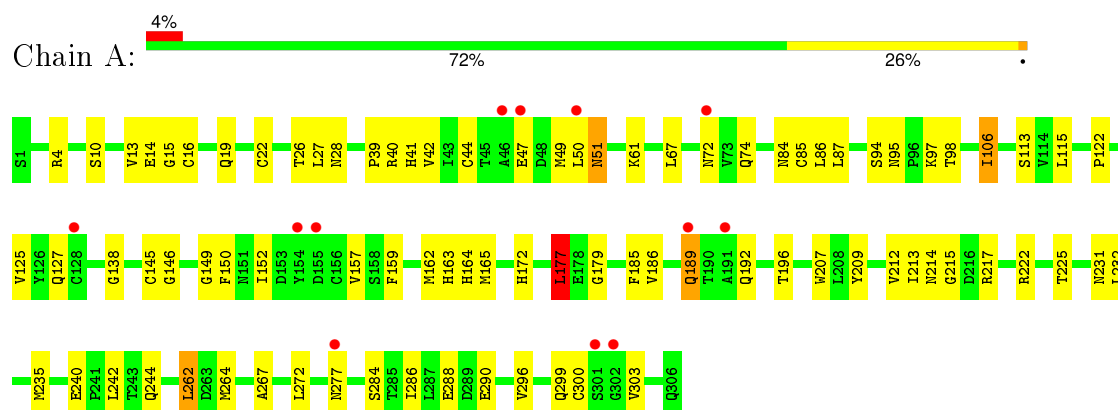 4%
Chain A:
72% 26% •
S1 R4 S10 V13 E14 G15 C16 Q19 C22 T26 L27 N28 P39 R40 H41 V42 I43 C44 T45 A46 E47 D48 M49 L50 N51 K61 L67 N72 V73 Q74 N84 C85 L86 L87 S94 N95 P96 K97 T98 I106 S113 V114 L115 P122
V125 Y126 Q127 C128 G138 C145 G146 G149 F150 N151 I152 D153 Y154 D155 C156 V157 S158 F159 M162 H163 H164 M165 H172 L177 E178 G179 F185 V186 Q189 T190 A191 Q192 T196 W207 L208 Y209 V212 I213 N214 G215 D216 R217 R222 T225 N231 L232
M235 E240 P241 L242 T243 Q244 L262 D263 M264 A267 L272 N277 S284 T285 I286 L287 E288 D289 E290 V296 Q299 C300 S301 G302 V303 Q306